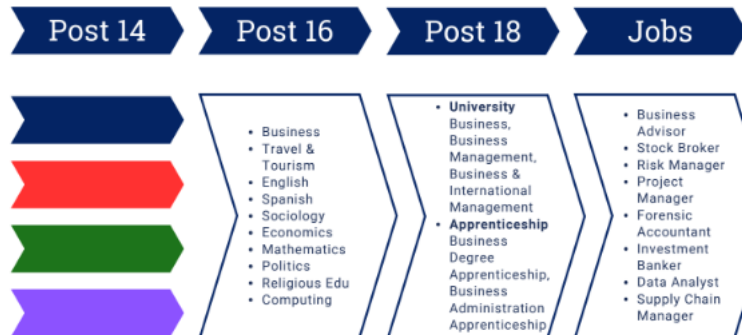 Post 14
Post 16
Post 18
Jobs
• Business
• Travel &
Tourism
• English
• Spanish
• Sociology
• Economics
• Mathematics
• Politics
• Religious Edu
• Computing
• University
Business,
Business
Management,
Business &
International
Management
• Apprenticeship
Business
Degree
Apprenticeship,
Business
Administration
Apprenticeship
• Business
Advisor
• Stock Broker
• Risk Manager
• Project
Manager
• Forensic
Accountant
• Investment
Banker
• Data Analyst
• Supply Chain
Manager